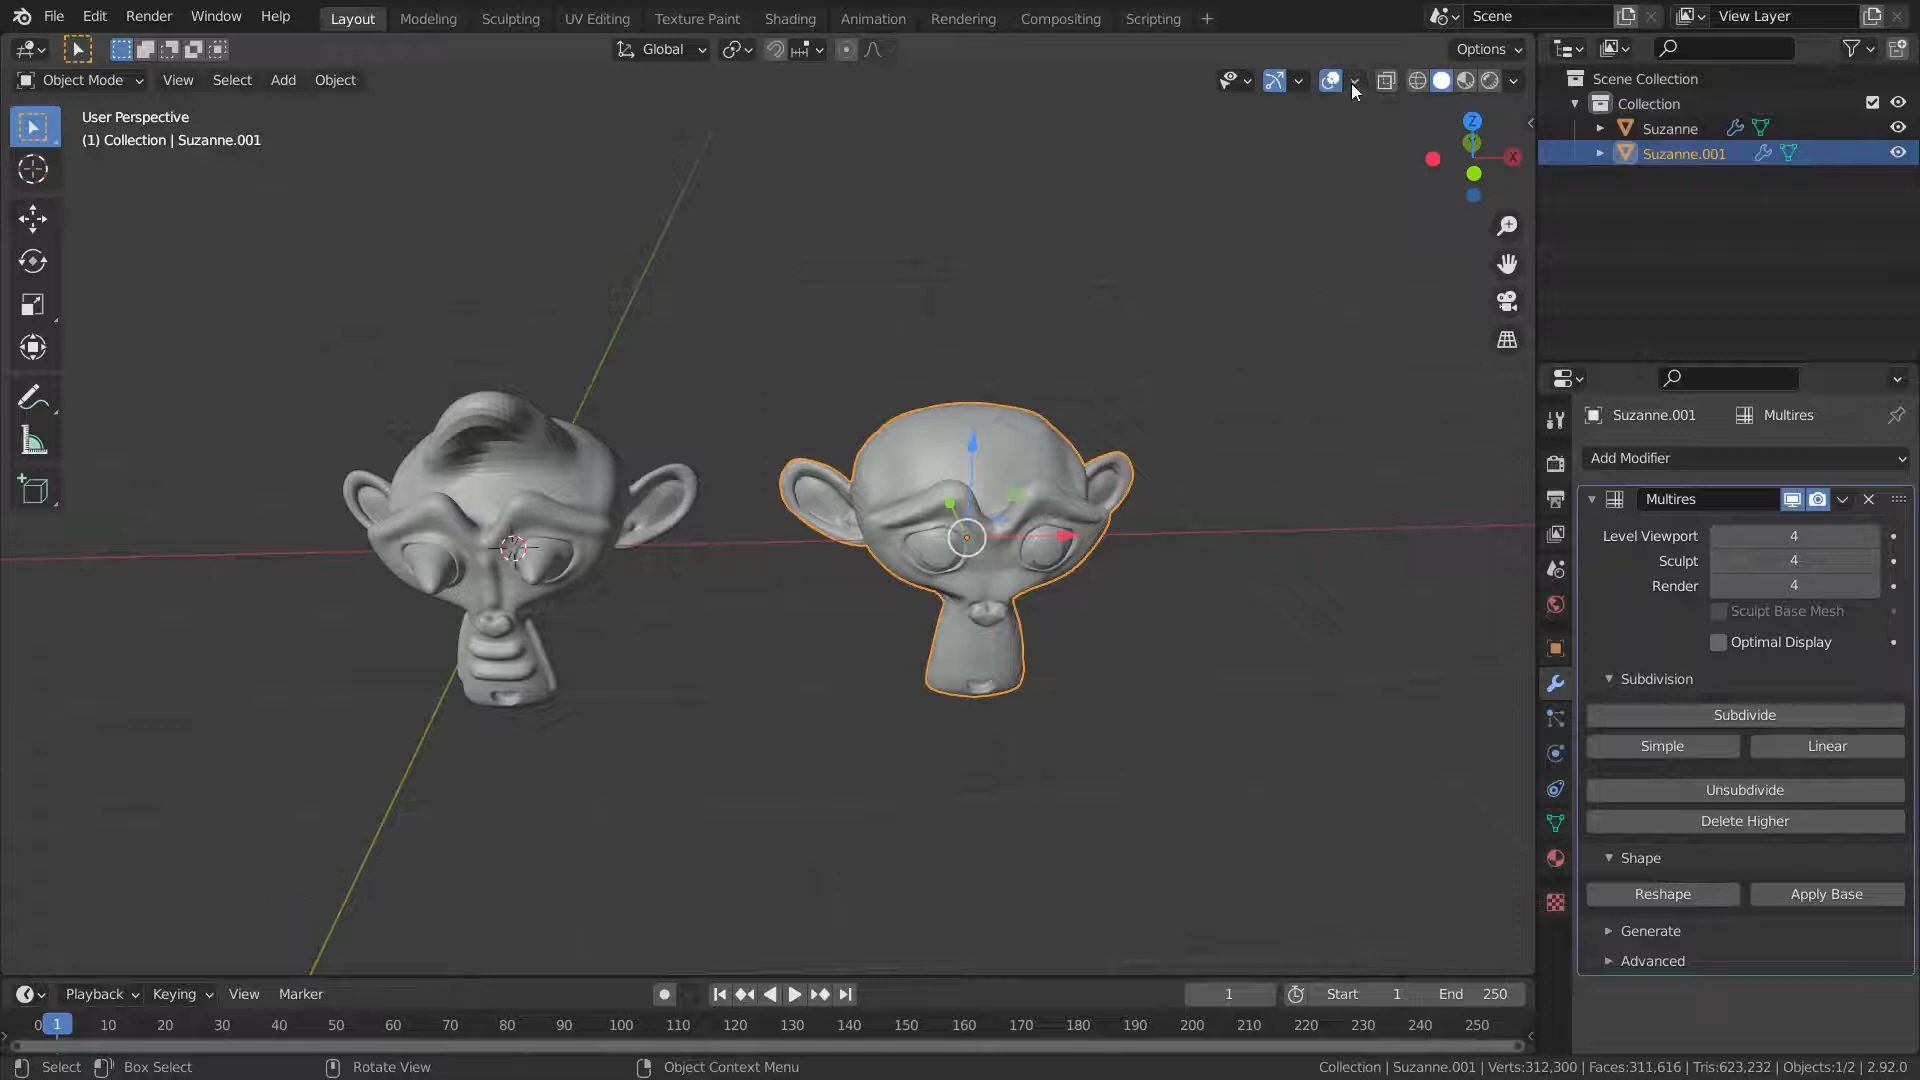 File Edit Render Window Help Layout Modeling Sculpting UV Editing Texture Paint Shading Animation Rendering Compositing Scripting + Scene View Layer
Global Options
Object Mode View Select Add Object
User Perspective
(1) Collection | Suzanne.001
Z
X
Scene Collection
Collection
Suzanne
Suzanne.001
Suzanne.001 Multires
Add Modifier
Multires
Level Viewport 4
Sculpt 4
Render 4
Sculpt Base Mesh
Optimal Display
Subdivision
Subdivide
Simple Linear
Unsubdivide
Delete Higher
Shape
Reshape Apply Base
Generate
Advanced
Playback Keying View Marker 1 Start 1 End 250
0 1 10 20 30 40 50 60 70 80 90 100 110 120 130 140 150 160 170 180 190 200 210 220 230 240 250
Select Box Select Rotate View Object Context Menu Collection | Suzanne.001 | Verts:312,300 | Faces:311,616 | Tris:623,232 | Objects:1/2 | 2.92.0